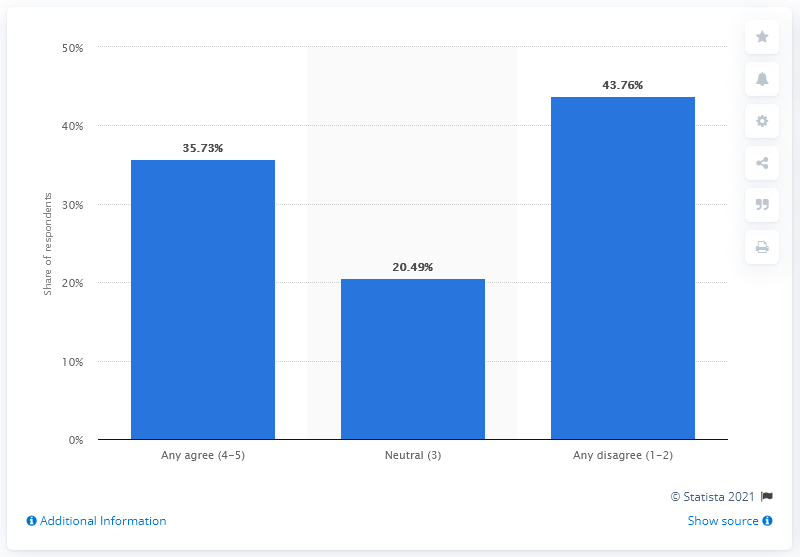 50%
43.76%
40%
35.73%
30%
Share of respondents
20.49%
20%
10%
0%
Any agree (4-5)
Neutral (3)
Any disagree (1-2)
© Statista 2021
Additional Information
Show source